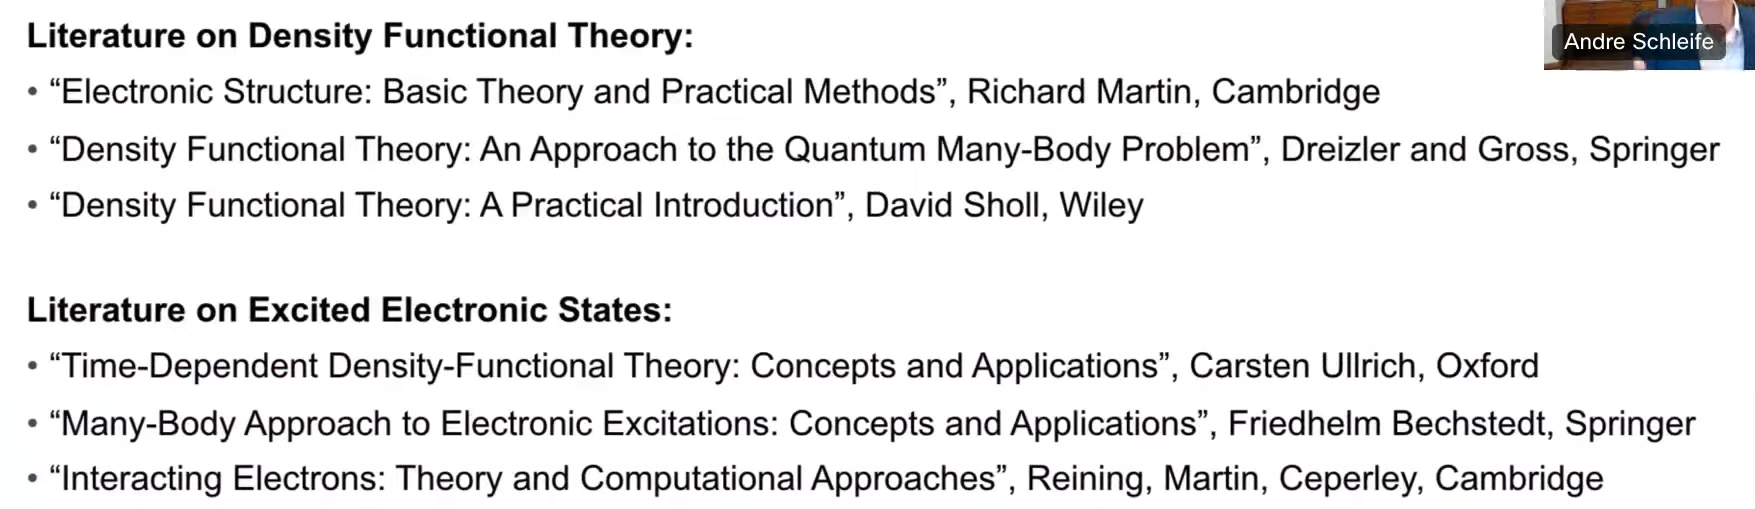 Literature on Density Functional Theory:
Andre Schleife
• “Electronic Structure: Basic Theory and Practical Methods”, Richard Martin, Cambridge
• “Density Functional Theory: An Approach to the Quantum Many-Body Problem”, Dreizler and Gross, Springer
• “Density Functional Theory: A Practical Introduction”, David Sholl, Wiley
Literature on Excited Electronic States:
• “Time-Dependent Density-Functional Theory: Concepts and Applications”, Carsten Ullrich, Oxford
• “Many-Body Approach to Electronic Excitations: Concepts and Applications”, Friedhelm Bechstedt, Springer
• “Interacting Electrons: Theory and Computational Approaches”, Reining, Martin, Ceperley, Cambridge